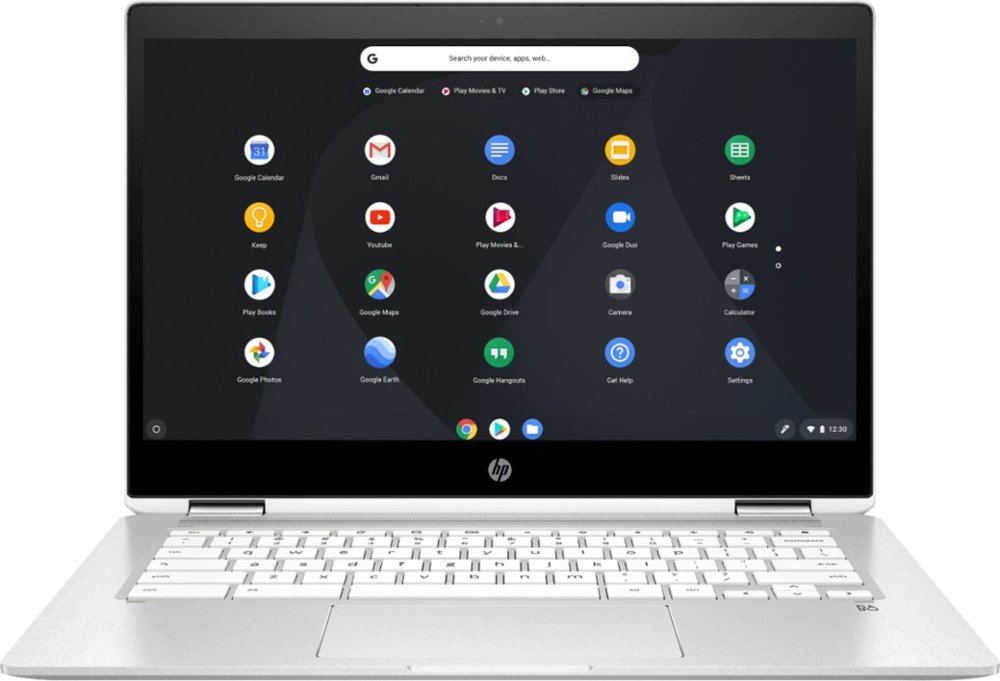 Search your device, apps, web...
Google Calendar Play Movies & TV Play Store Google Maps
31
Google Calendar Gmail Docs Slides Sheets
Keep Youtube Play Movies &... Google Duo Play Games
Play Books Google Maps Google Drive Camera Calculator
Google Photos Google Earth Google Hangouts Get Help Settings
12:30
hp
q w e r t y u i o p
a s d f g h j k l
z x c v b n m
B&O